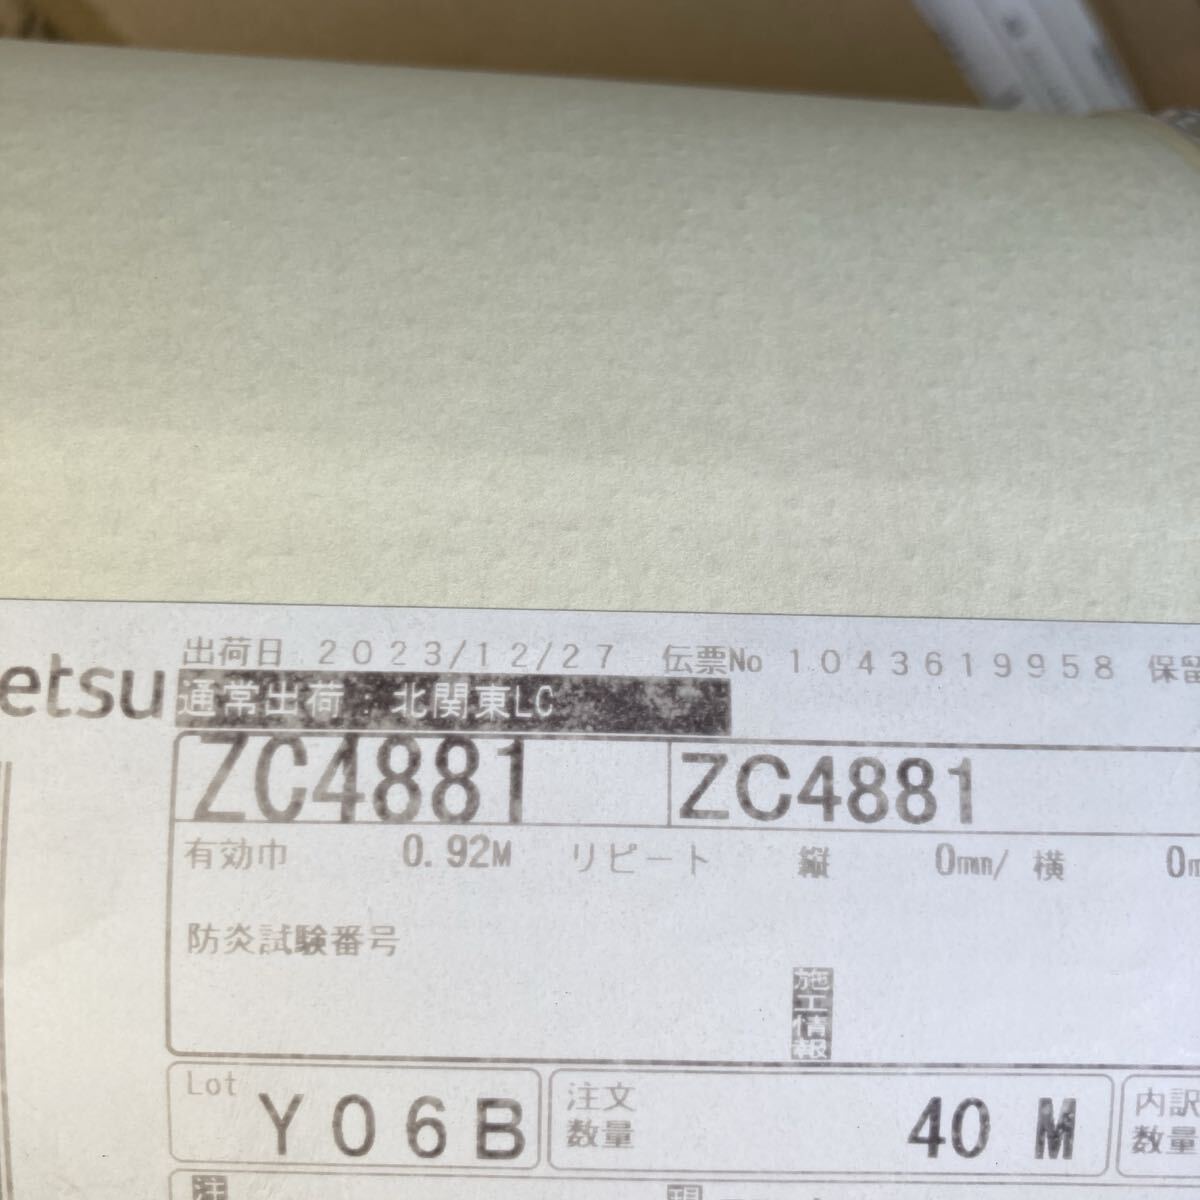 出荷日 2023/12/27 伝票No 1043619958 保留
etsu 通常出荷:北関東LC
ZC4881 ZC4881
有効巾 0.92M リピート 縦 0mm/ 横 0m
防炎試験番号
施工情報
Lot Y06B 注文数量 40 M 内訳数量
注 現